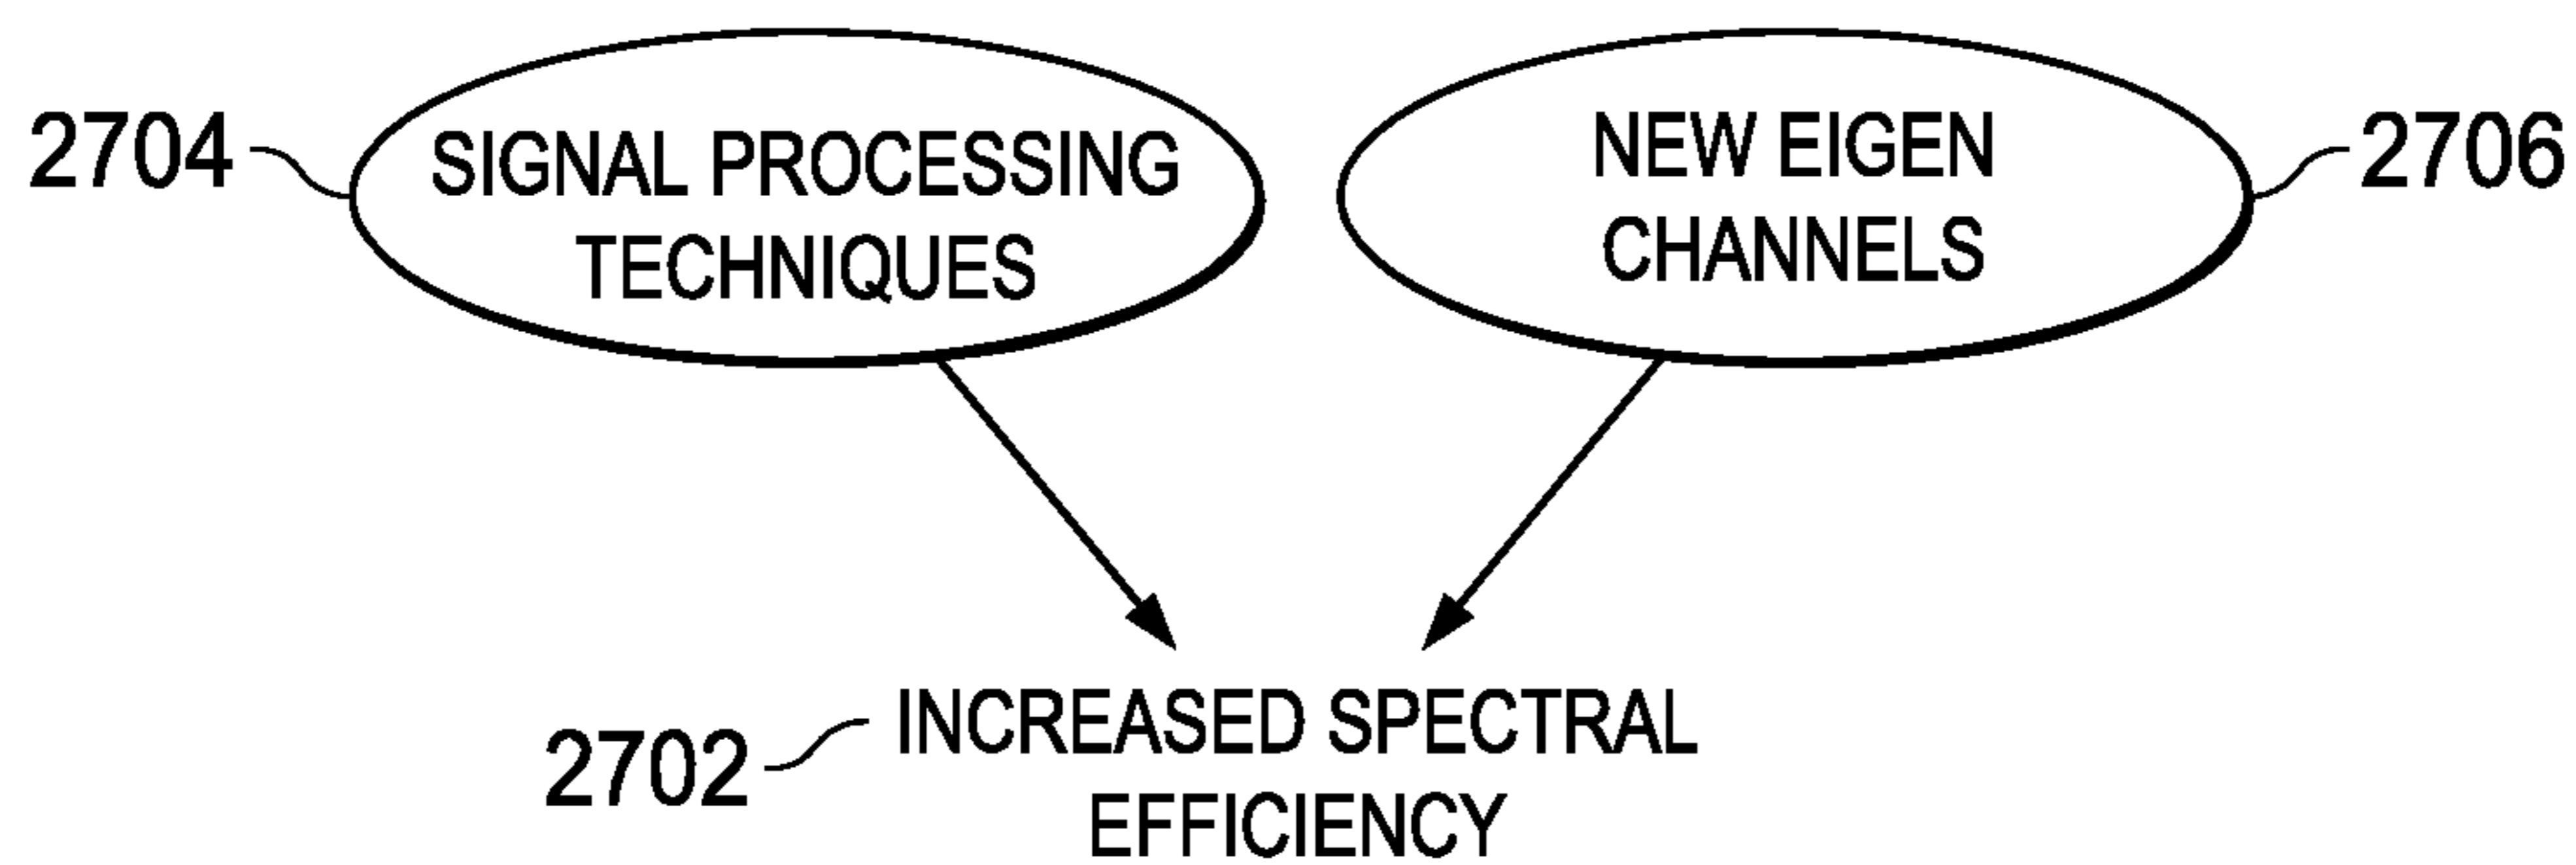 2704
SIGNAL PROCESSING
TECHNIQUES
NEW EIGEN
CHANNELS
2706
2702
INCREASED SPECTRAL
EFFICIENCY